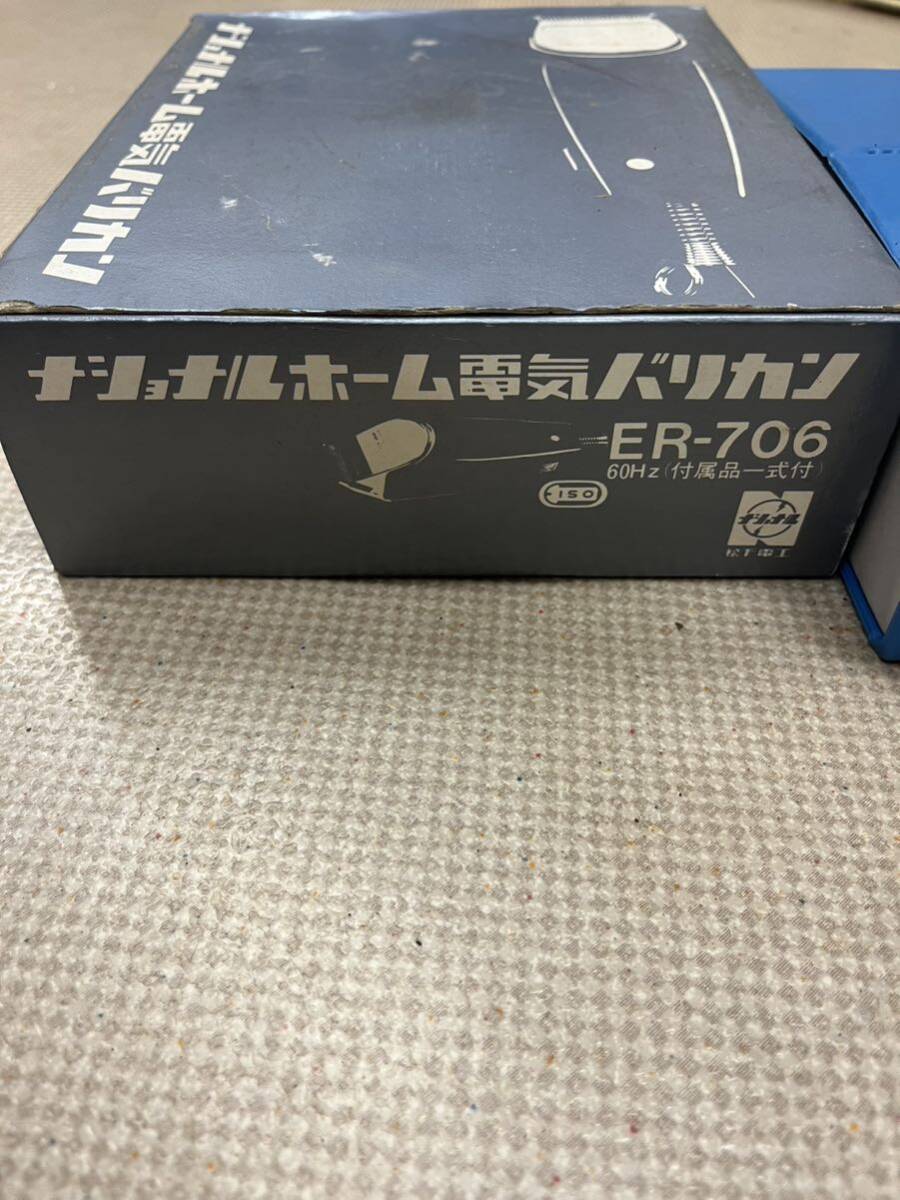 ナショナルホーム電気バリカン
ナショナルホーム電気バリカン
ER-706
60Hz(付属品一式付)
ISO
ナショナル
松下電工